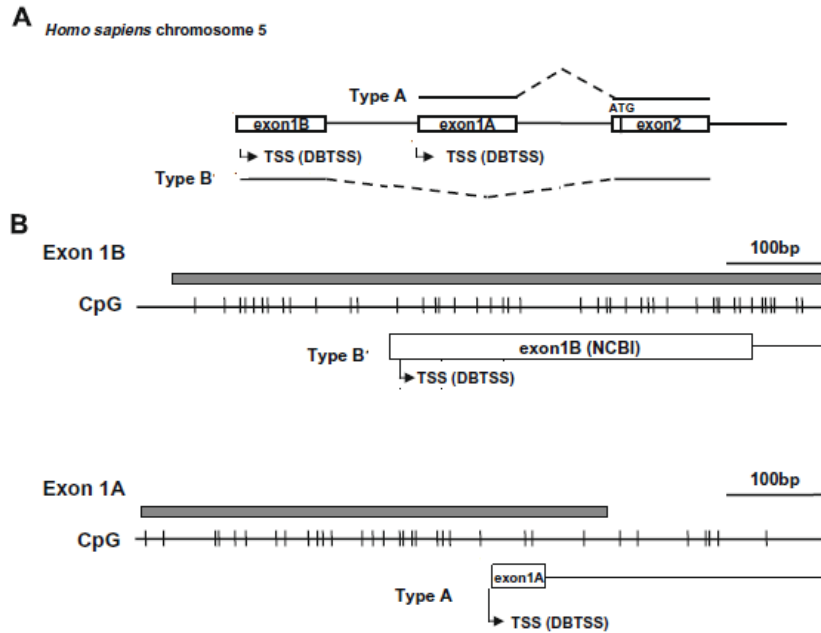 A
Homo sapiens chromosome 5
Type A
ATG
exon1B
exon1A
exon2
TSS (DBTSS)
TSS (DBTSS)
Type B'
B
Exon 1B
100bp
CpG
exon1B (NCBI)
Type B'
TSS (DBTSS)
Exon 1A
100bp
CpG
exon1A
Type A
TSS (DBTSS)